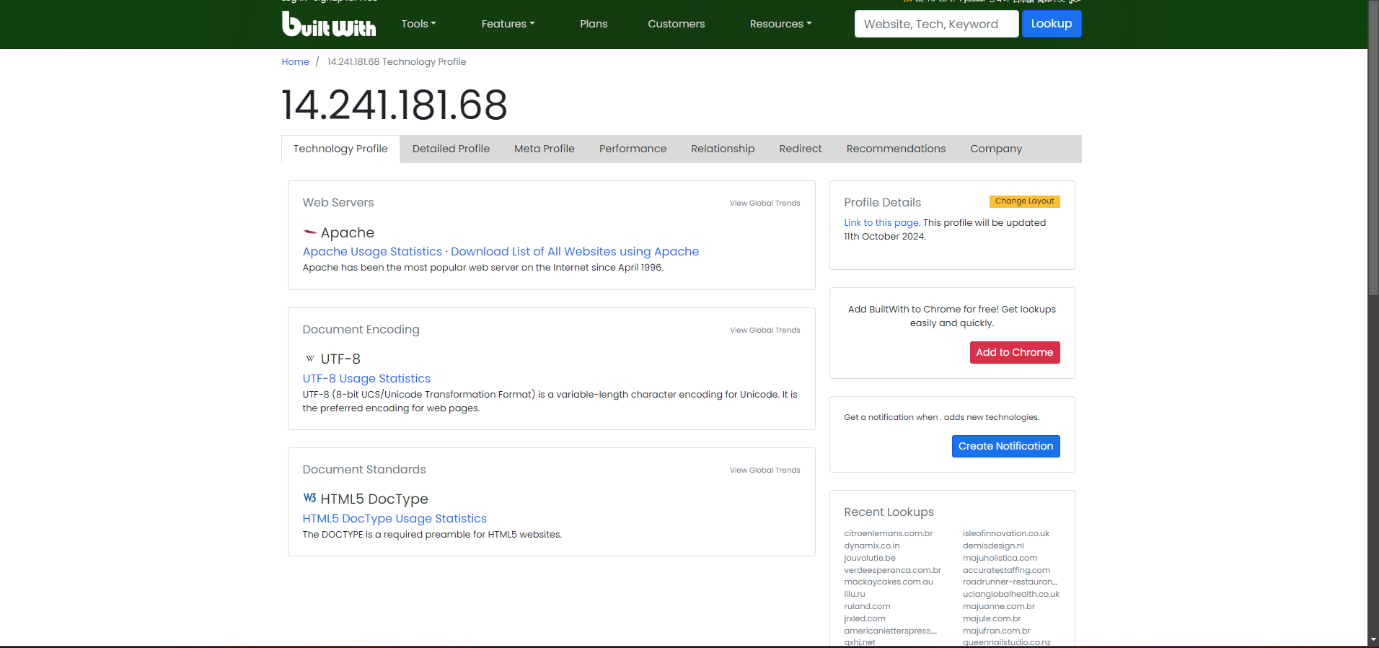 Builtwith
Tools
Features
Plans
Customers
Resources
Website, Tech, Keyword
Lookup
Home / 14.241.181.68 Technology Profile
14.241.181.68
Technology Profile
Detailed Profile
Meta Profile
Performance
Relationship
Redirect
Recommendations
Company
Web Servers
View Global Trends
Apache
Apache Usage Statistics · Download List of All Websites using Apache
Apache has been the most popular web server on the Internet since April 1996.
Document Encoding
View Global Trends
W UTF-8
UTF-8 Usage Statistics
UTF-8 (8-bit UCS/Unicode Transformation Format) is a variable-length character encoding for Unicode. It is
the preferred encoding for web pages.
Document Standards
View Global Trends
W3 HTML5 DocType
HTML5 DocType Usage Statistics
The DOCTYPE is a required preamble for HTML5 websites.
Profile Details
Change Layout
Link to this page. This profile will be updated
11th October 2024.
Add BuiltWith to Chrome for free! Get lookups
easily and quickly.
Add to Chrome
Get a notification when . adds new technologies.
Create Notification
Recent Lookups
citroenlemans.com.br
dynamix.co.in
jouvolutie.be
verdeesperanca.com.br
mackaycakes.com.au
lilu.ru
ruland.com
jrxled.com
americanletterspress...
qxhj.net
isleofinnovation.co.uk
demisdesign.nl
majuholistica.com
accuratestaffing.com
roadrunner-restauran...
uclanglobalhealth.co.uk
majuanne.com.br
majule.com.br
majufran.com.br
queennailstudio.co.nz